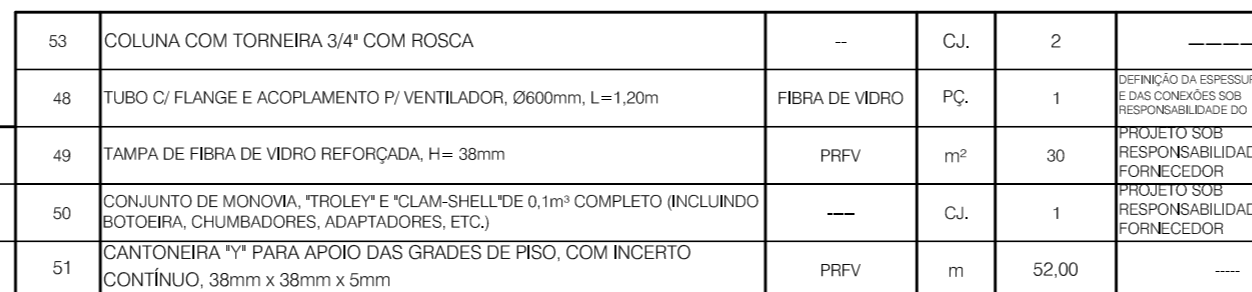 53 COLUNA COM TORNEIRA 3/4" COM ROSCA -- CJ. 2 ————
48 TUBO C/ FLANGE E ACOPLAMENTO P/ VENTILADOR, Ø600mm, L=1,20m FIBRA DE VIDRO PÇ. 1
DEFINIÇÃO DA ESPESSUR
E DAS CONEXÕES SOB
RESPONSABILIDADE DO
49 TAMPA DE FIBRA DE VIDRO REFORÇADA, H= 38mm PRFV m² 30
PROJETO SOB
RESPONSABILIDAD
FORNECEDOR
50 CONJUNTO DE MONOVIA, "TROLEY" E "CLAM-SHELL"DE 0,1m³ COMPLETO (INCLUINDO
BOTOEIRA, CHUMBADORES, ADAPTADORES, ETC.) --- CJ. 1
PROJETO SOB
RESPONSABILIDAD
FORNECEDOR
51 CANTONEIRA "Y" PARA APOIO DAS GRADES DE PISO, COM INCERTO
CONTÍNUO, 38mm x 38mm x 5mm PRFV m 52,00 -----